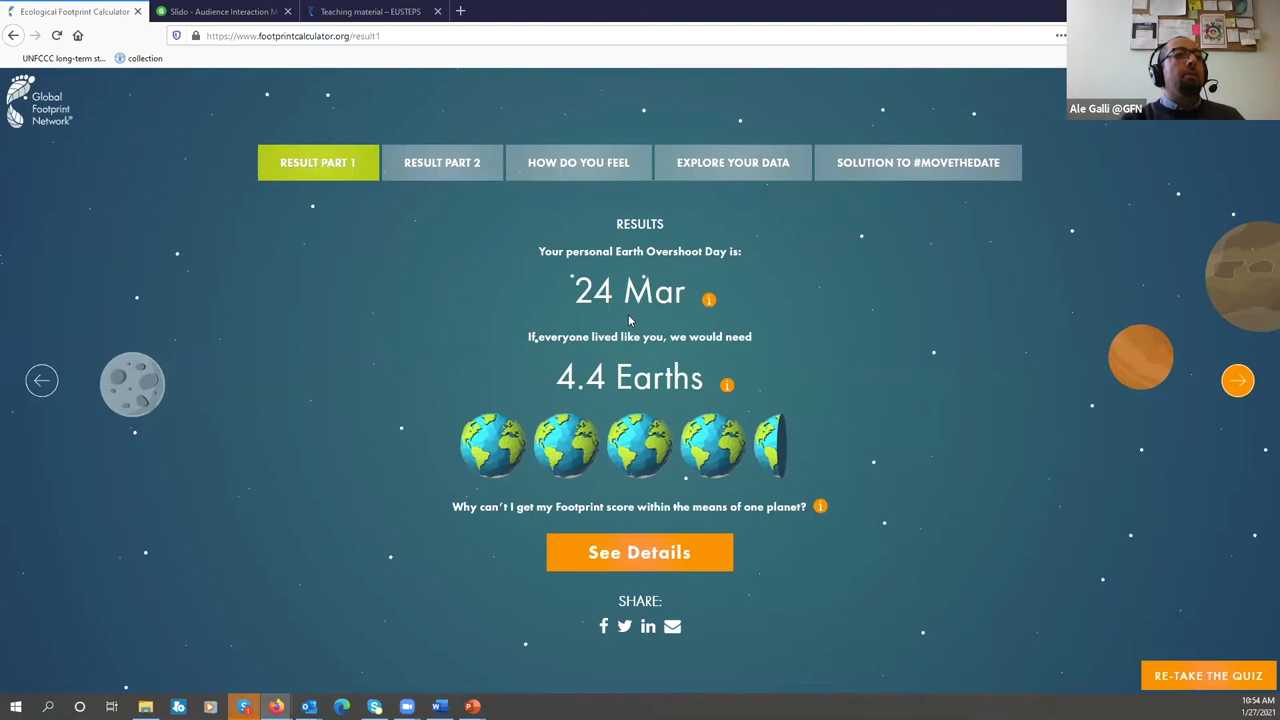 Ecological Footprint Calculator
Slido - Audience Interaction M
Teaching material – EUSTEPS
https://www.footprintcalculator.org/result1
UNFCCC long-term st...
collection
Ale Galli @GFN
Global
Footprint
Network®
RESULT PART 1
RESULT PART 2
HOW DO YOU FEEL
EXPLORE YOUR DATA
SOLUTION TO #MOVETHEDATE
RESULTS
Your personal Earth Overshoot Day is:
24 Mar
If everyone lived like you, we would need
4.4 Earths
Why can't I get my Footprint score within the means of one planet?
See Details
SHARE:
RE-TAKE THE QUIZ
10:54 AM
1/27/2021